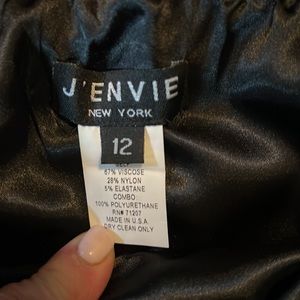 J'ENVIE
NEW YORK
12
67% VISCOSE
28% NYLON
5% ELASTANE
COMBO
100% POLYURETHANE
RN# 71207
MADE IN U.S.A
DRY CLEAN ONLY